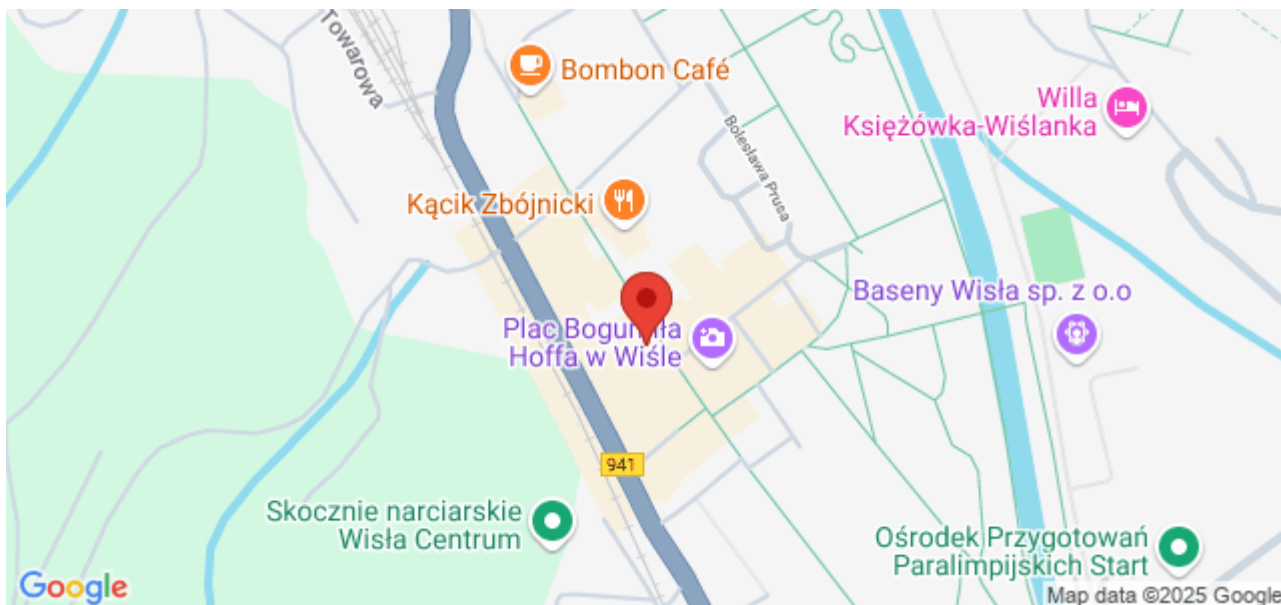 Towarowa
Bombon Café
Willa
Księżówka-Wiślanka
Bolesława Prusa
Kącik Zbójnicki
Baseny Wisła sp. z o.o
Plac Bogumiła
Hoffa w Wiśle
941
Skocznie narciarskie
Wisła Centrum
Ośrodek Przygotowań
Paralimpijskich Start
Google
Map data ©2025 Google